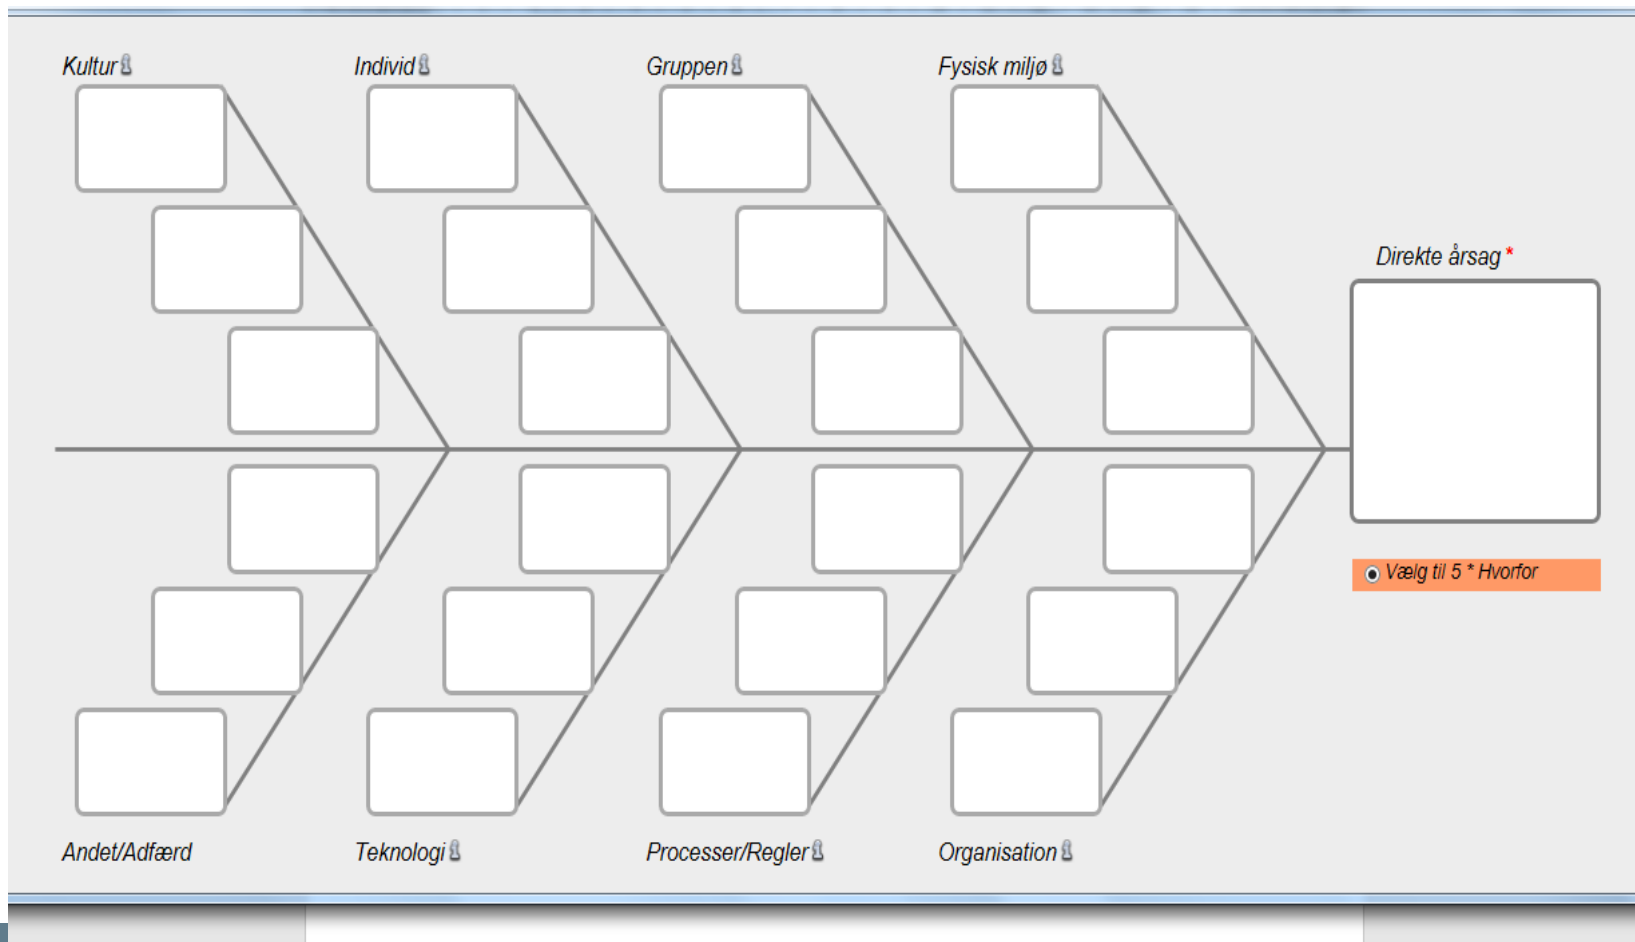 Kultur
Individ
Gruppen
Fysisk miljø
Direkte årsag *
Vælg til 5 * Hvorfor
Andet/Adfærd
Teknologi
Processer/Regler
Organisation